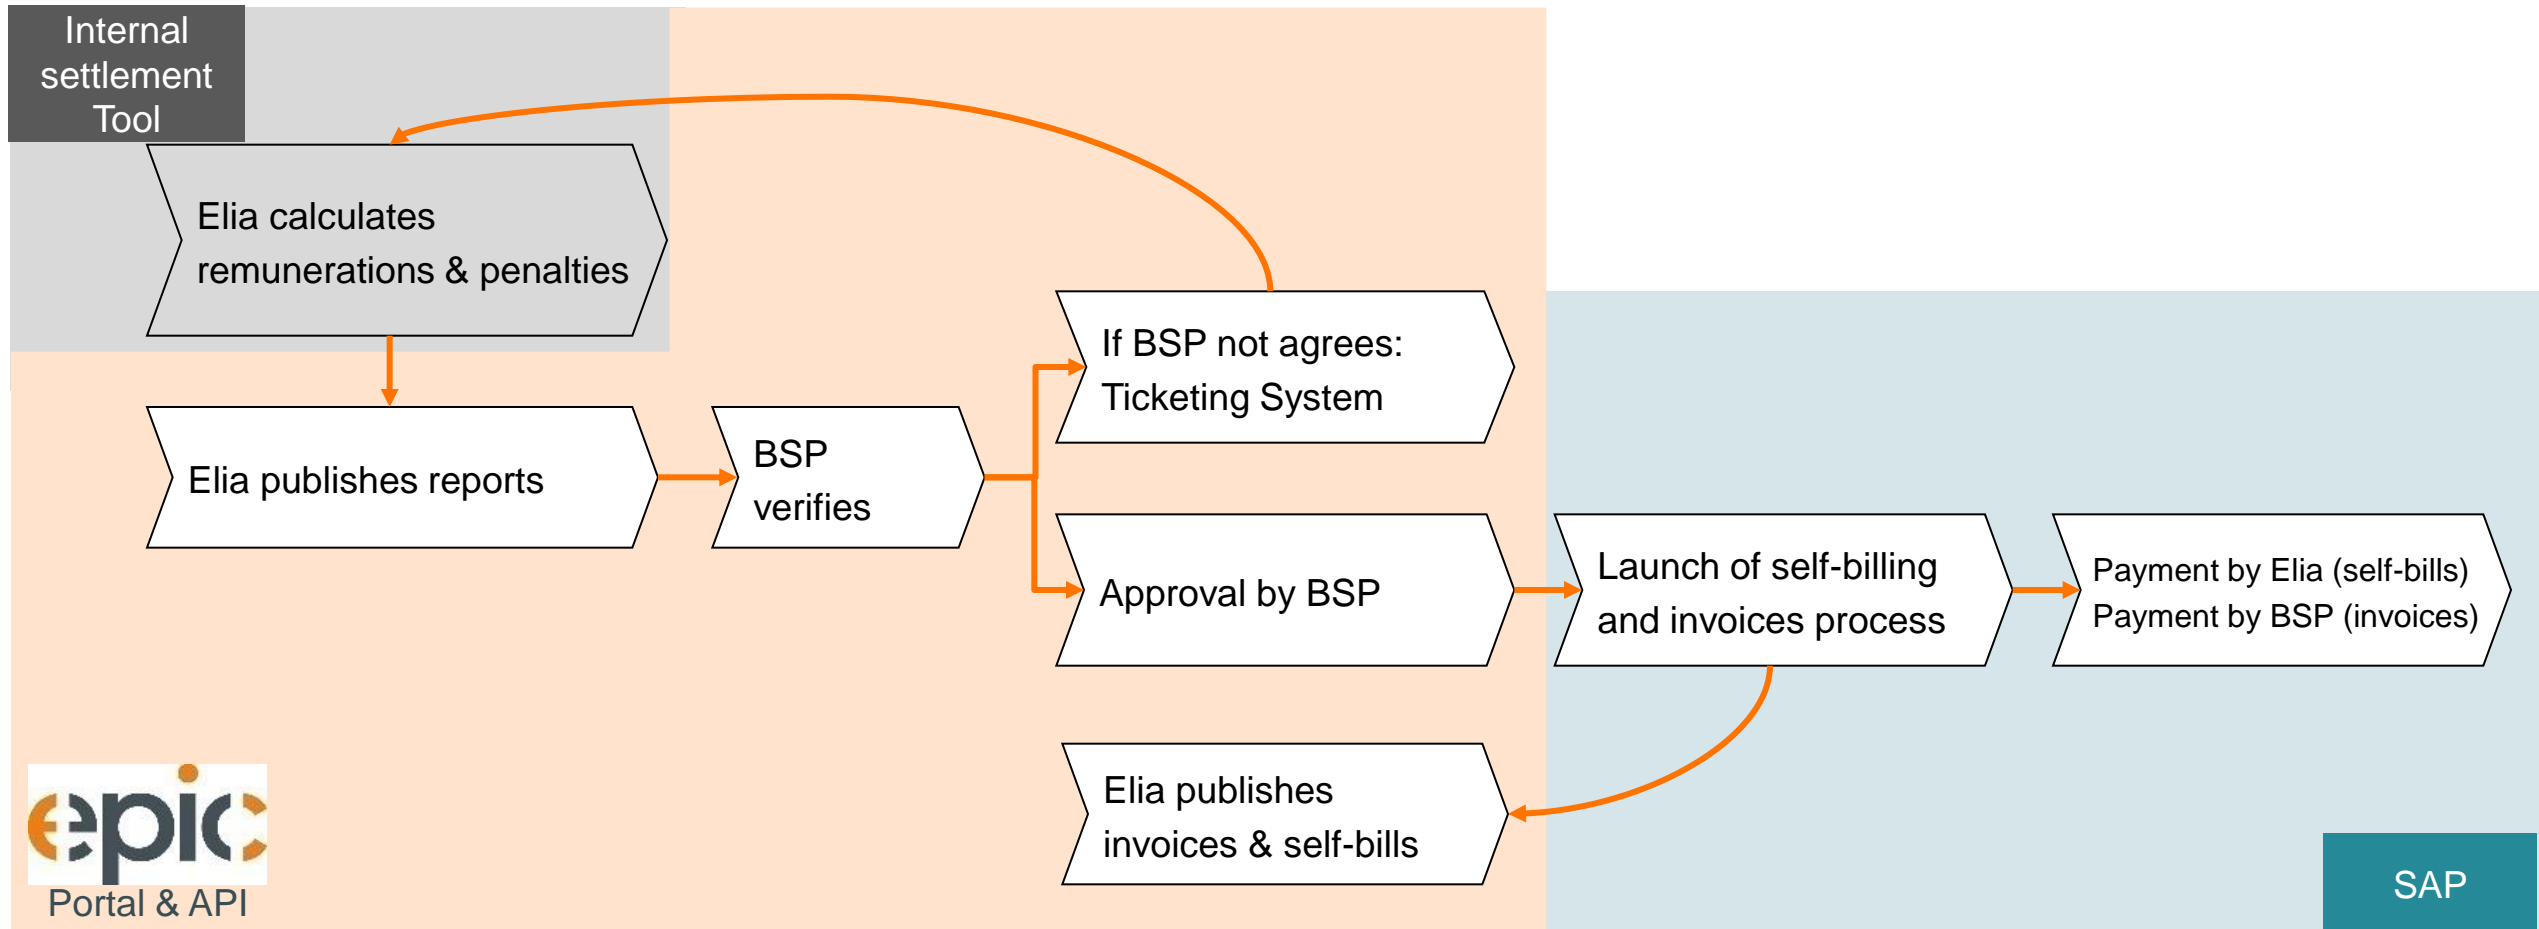 Internal
settlement
Tool
Elia calculates
remunerations & penalties
If BSP not agrees:
Ticketing System
Elia publishes reports
BSP
verifies
Approval by BSP
Launch of self-billing
and invoices process
Payment by Elia (self-bills)
Payment by BSP (invoices)
Elia publishes
invoices & self-bills
epic
Portal & API
SAP